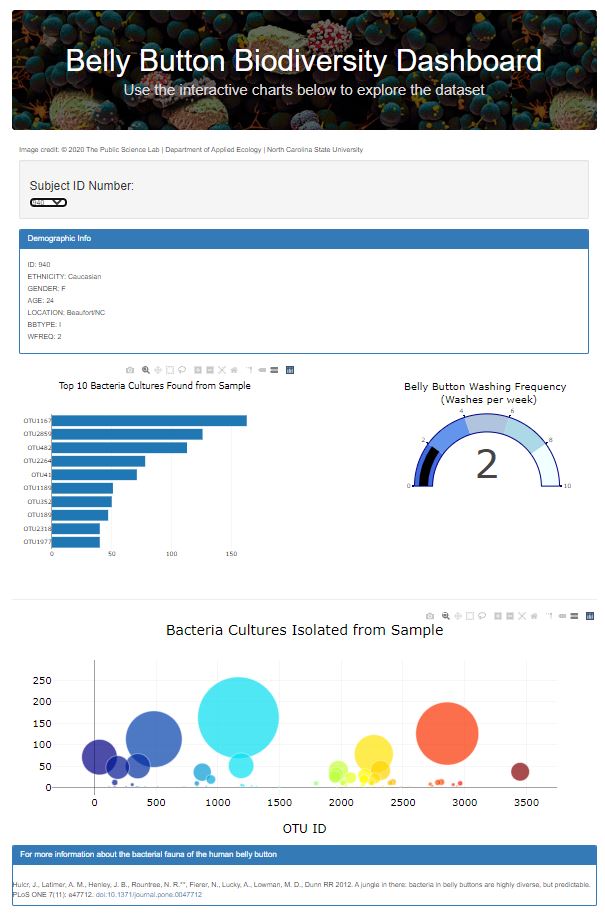 Belly Button Biodiversity Dashboard
Use the interactive charts below to explore the dataset
Image credit: © 2020 The Public Science Lab | Department of Applied Ecology | North Carolina State University
Subject ID Number:
940
Demographic Info
ID: 940
ETHNICITY: Caucasian
GENDER: F
AGE: 24
LOCATION: Beaufort/NC
BBTYPE: I
WFREQ: 2
Top 10 Bacteria Cultures Found from Sample
OTU1167
OTU2859
OTU482
OTU2264
OTU41
OTU1189
OTU352
OTU189
OTU2318
OTU1977
0 50 100 150
Belly Button Washing Frequency
(Washes per week)
0 2 4 6 8 10
2
Bacteria Cultures Isolated from Sample
250
200
150
100
50
0
0 500 1000 1500 2000 2500 3000 3500
OTU ID
For more information about the bacterial fauna of the human belly button
Hulcr, J., Latimer, A. M., Henley, J. B., Rountree, N. R., Fierer, N., Lucky, A., Lowman, M. D., Dunn RR 2012. A jungle in there: bacteria in belly buttons are highly diverse, but predictable.
PLoS ONE 7(11): e47712. doi:10.1371/journal.pone.0047712